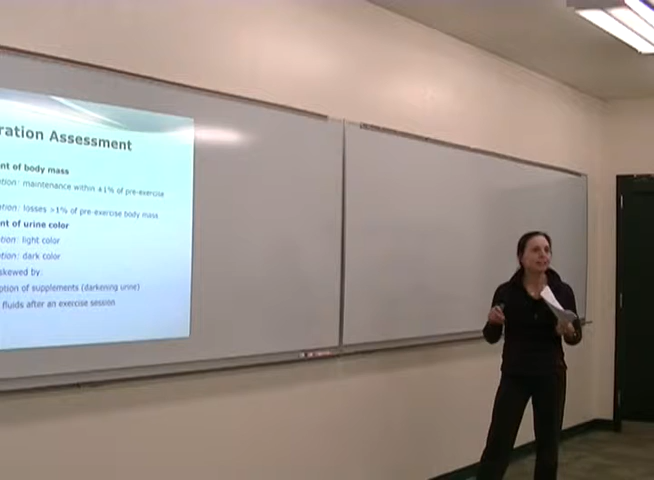 ration Assessment
nt of body mass
tion: maintenance within ±1% of pre-exercise
ation: losses >1% of pre-exercise body mass
nt of urine color
tion: light color
ation: dark color
skewed by:
ption of supplements (darkening urine)
fluids after an exercise session